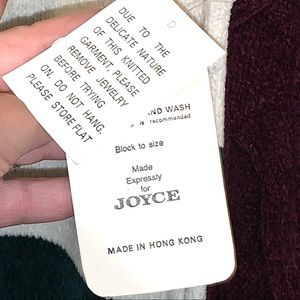 DUE TO THE
DELICATE NATURE
OF THIS KNITTED
GARMENT, PLEASE
REMOVE JEWELRY
BEFORE TRYING
ON. DO NOT HANG.
PLEASE STORE FLAT
AND WASH
is recommended
Block to size
Made
Expressly
for
JOYCE
MADE IN HONG KONG